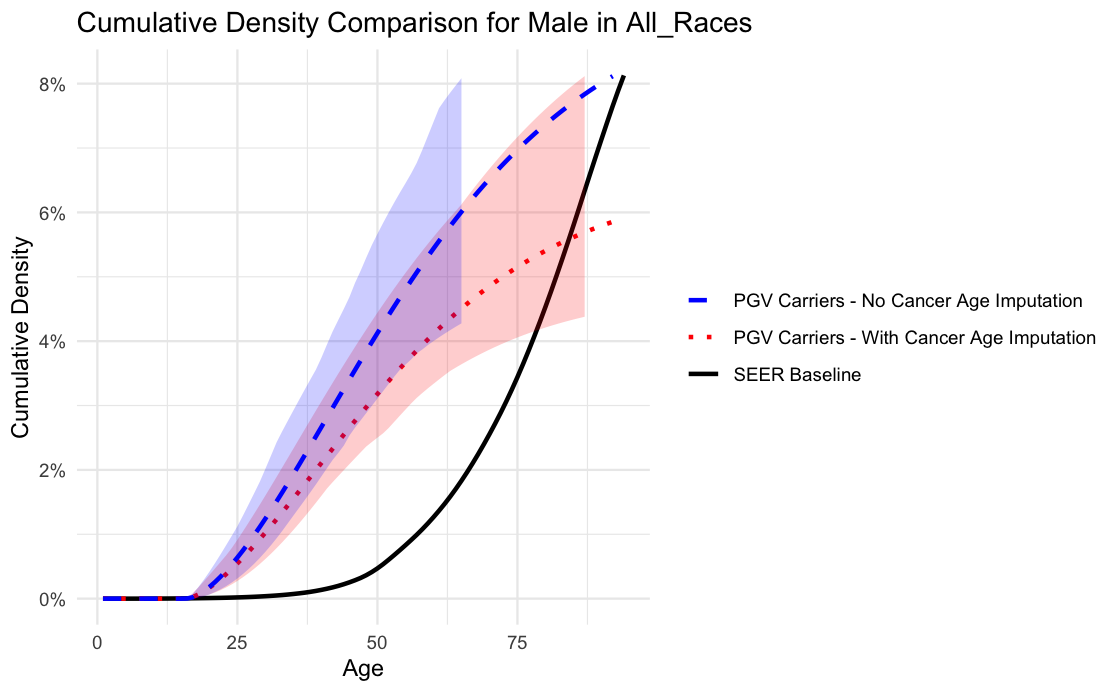 Cumulative Density Comparison for Male in All_Races
8%
6%
4%
2%
0%
Cumulative Density
0
25
50
75
Age
PGV Carriers - No Cancer Age Imputation
PGV Carriers - With Cancer Age Imputation
SEER Baseline